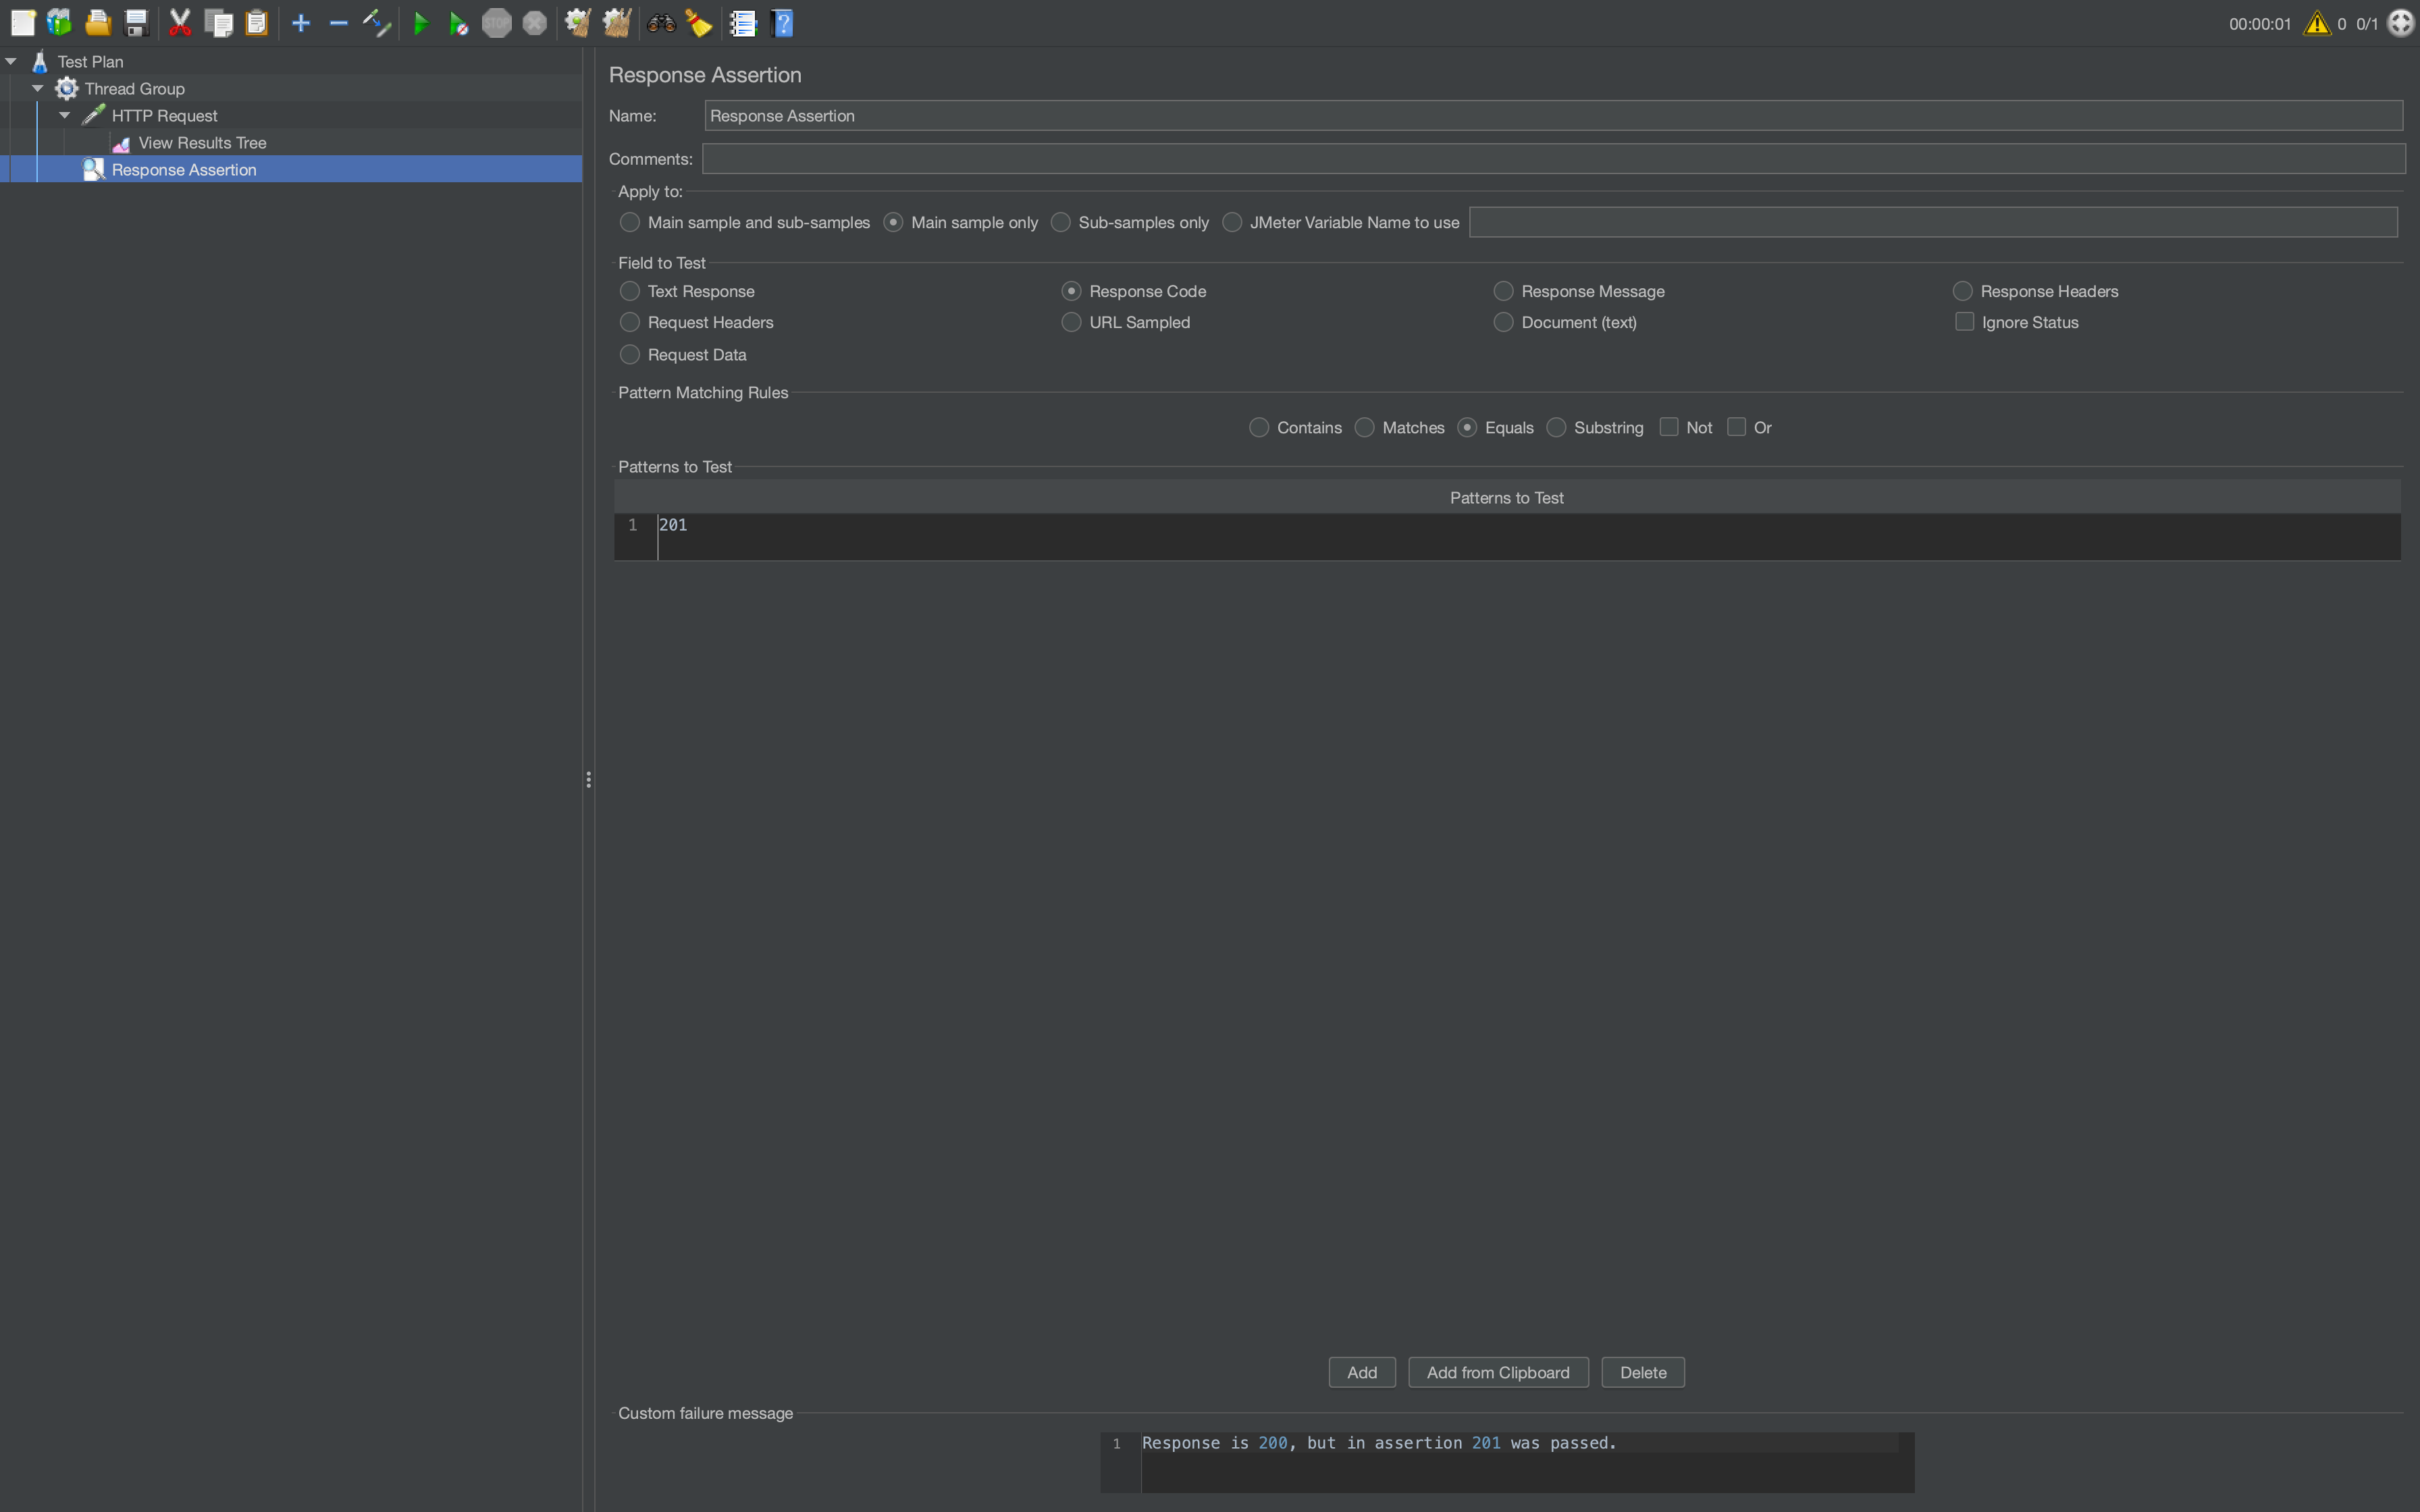 STOP
00:00:01 0 0/1
Test Plan
Thread Group
HTTP Request
View Results Tree
Response Assertion
Response Assertion
Name: Response Assertion
Comments:
Apply to:
Main sample and sub-samples Main sample only Sub-samples only JMeter Variable Name to use
Field to Test
Text Response Response Code Response Message Response Headers
Request Headers URL Sampled Document (text) Ignore Status
Request Data
Pattern Matching Rules
Contains Matches Equals Substring Not Or
Patterns to Test
Patterns to Test
1 201
Add Add from Clipboard Delete
Custom failure message
1 Response is 200, but in assertion 201 was passed.